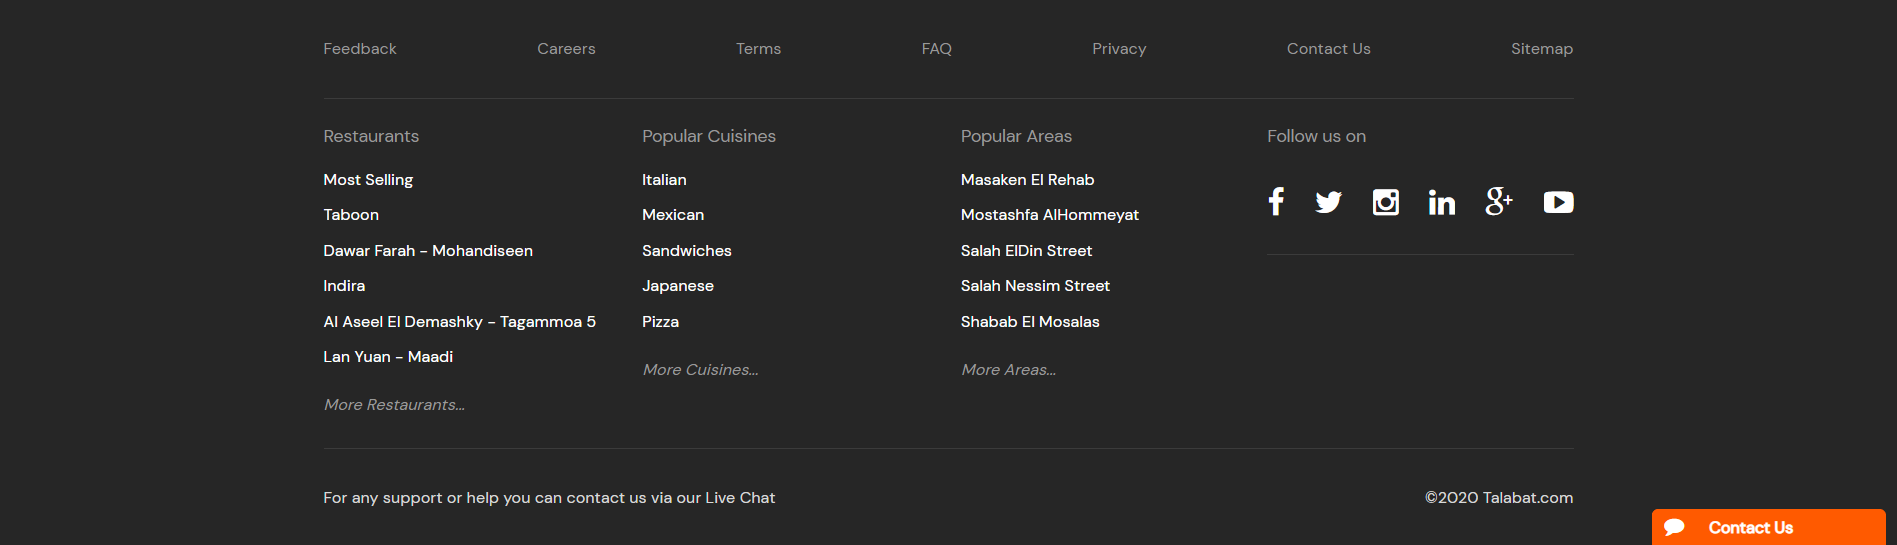 Feedback
Careers
Terms
FAQ
Privacy
Contact Us
Sitemap
Restaurants
Most Selling
Taboon
Dawar Farah - Mohandiseen
Indira
Al Aseel El Demashky - Tagammoa 5
Lan Yuan - Maadi
More Restaurants...
Popular Cuisines
Italian
Mexican
Sandwiches
Japanese
Pizza
More Cuisines...
Popular Areas
Masaken El Rehab
Mostashfa AlHommeyat
Salah ElDin Street
Salah Nessim Street
Shabab El Mosalas
More Areas...
Follow us on
For any support or help you can contact us via our Live Chat
©2020 Talabat.com
Contact Us